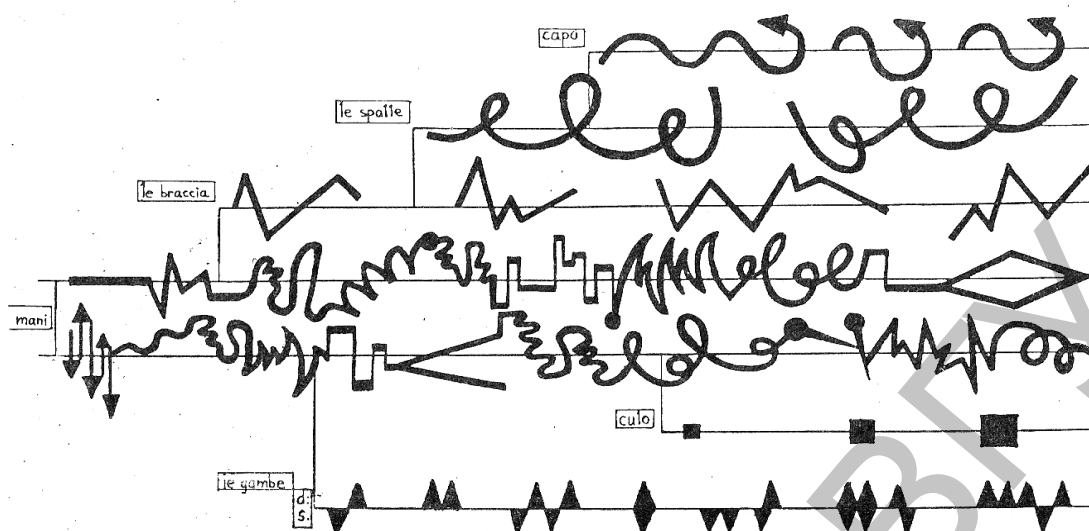 capo
le spalle
le braccia
mani
culo
le gambe
d.
s.